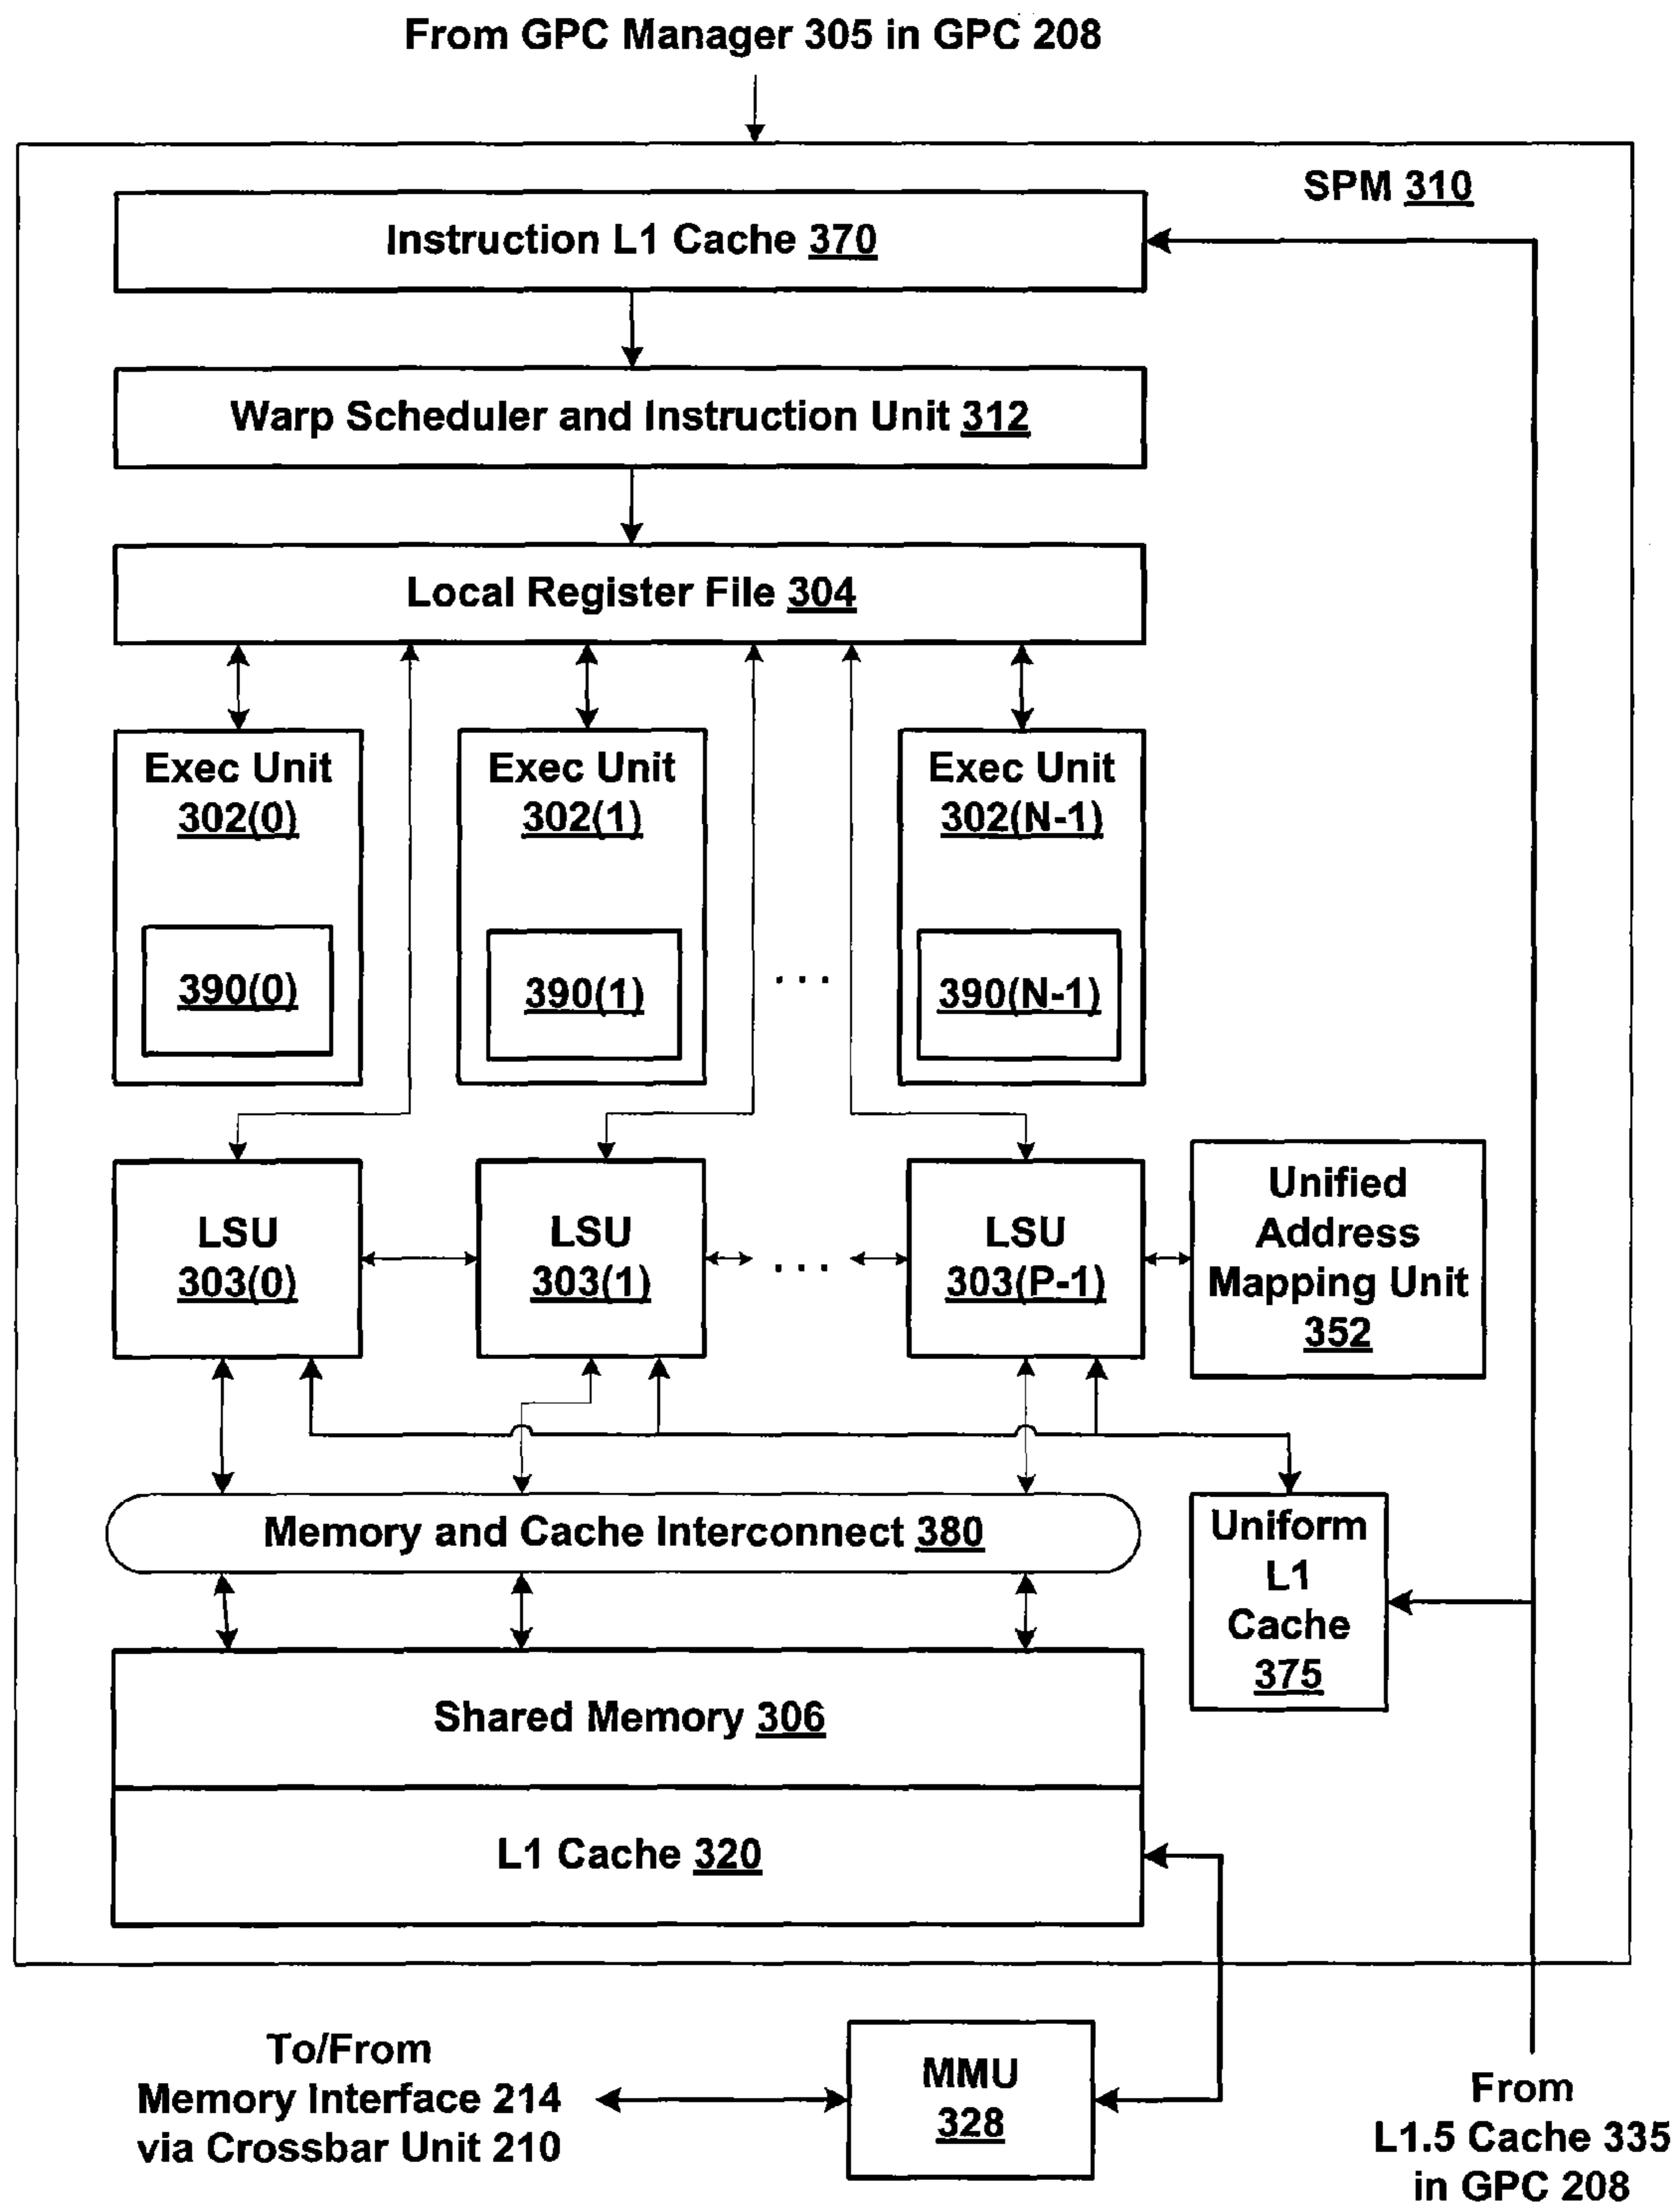 From GPC Manager 305 in GPC 208
SPM 310
Instruction L1 Cache 370
Warp Scheduler and Instruction Unit 312
Local Register File 304
Exec Unit
302(0)
Exec Unit
302(1)
Exec Unit
302(N-1)
390(0)
390(1)
...
390(N-1)
LSU
303(0)
LSU
303(1)
...
LSU
303(P-1)
Unified
Address
Mapping Unit
352
Memory and Cache Interconnect 380
Uniform
L1
Cache
375
Shared Memory 306
L1 Cache 320
To/From
Memory Interface 214
via Crossbar Unit 210
MMU
328
From
L1.5 Cache 335
in GPC 208